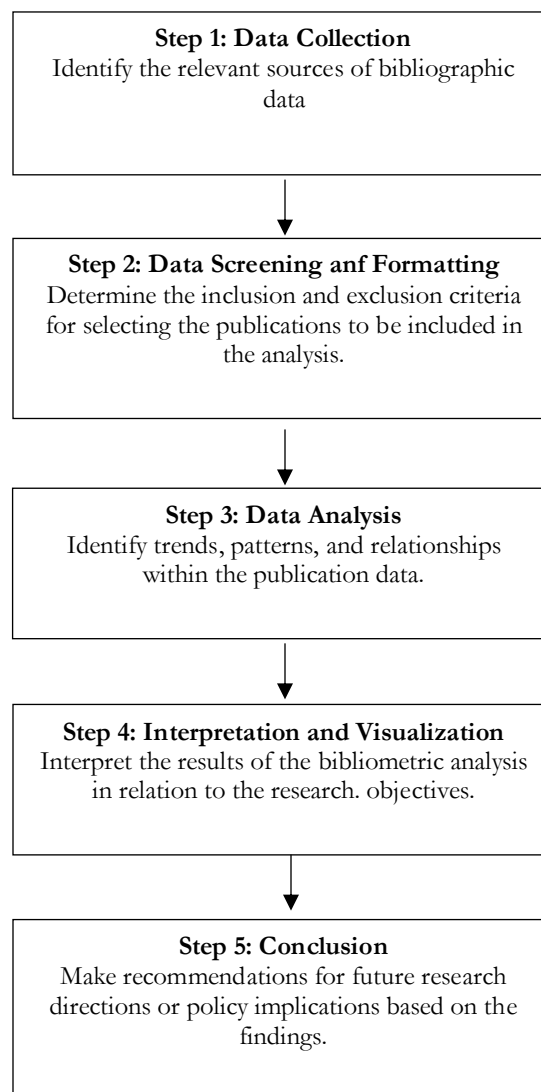 Step 1: Data Collection
Identify the relevant sources of bibliographic
data
Step 2: Data Screening anf Formatting
Determine the inclusion and exclusion criteria
for selecting the publications to be included in
the analysis.
Step 3: Data Analysis
Identify trends, patterns, and relationships
within the publication data.
Step 4: Interpretation and Visualization
Interpret the results of the bibliometric analysis
in relation to the research. objectives.
Step 5: Conclusion
Make recommendations for future research
directions or policy implications based on the
findings.